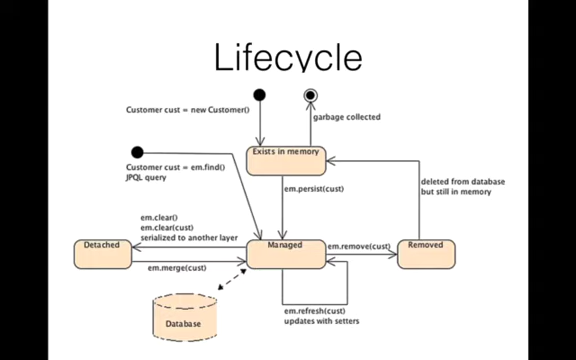 Lifecycle
Customer cust = new Customer()
garbage collected
Exists in memory
Customer cust = em.find()
JPQL query
em.persist(cust)
deleted from database
but still in memory
em.clear()
em.clear(cust)
serialized to another layer
Detached
Managed
em.remove(cust)
Removed
em.merge(cust)
em.refresh(cust)
updates with setters
Database